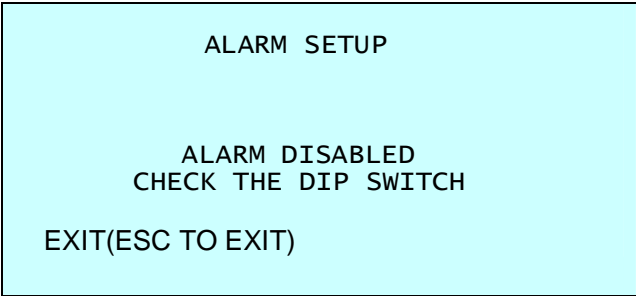 ALARM SETUP
ALARM DISABLED
CHECK THE DIP SWITCH
EXIT(ESC TO EXIT)